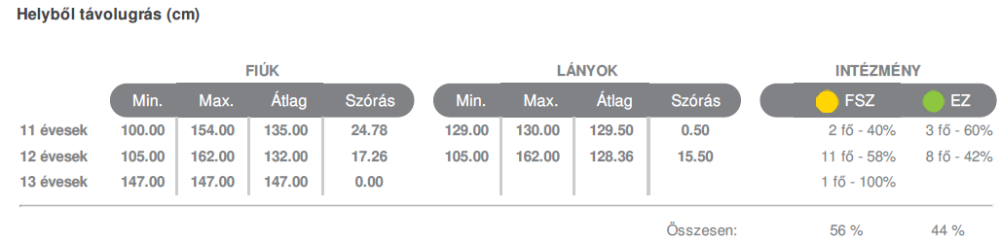 Helyből távolugrás (cm)
FIÚK LÁNYOK INTÉZMÉNY
Min. Max. Átlag Szórás Min. Max. Átlag Szórás FSZ EZ
11 évesek 100.00 154.00 135.00 24.78 129.00 130.00 129.50 0.50 2 fő - 40% 3 fő - 60%
12 évesek 105.00 162.00 132.00 17.26 105.00 162.00 128.36 15.50 11 fő - 58% 8 fő - 42%
13 évesek 147.00 147.00 147.00 0.00 1 fő - 100%
Összesen: 56 % 44 %